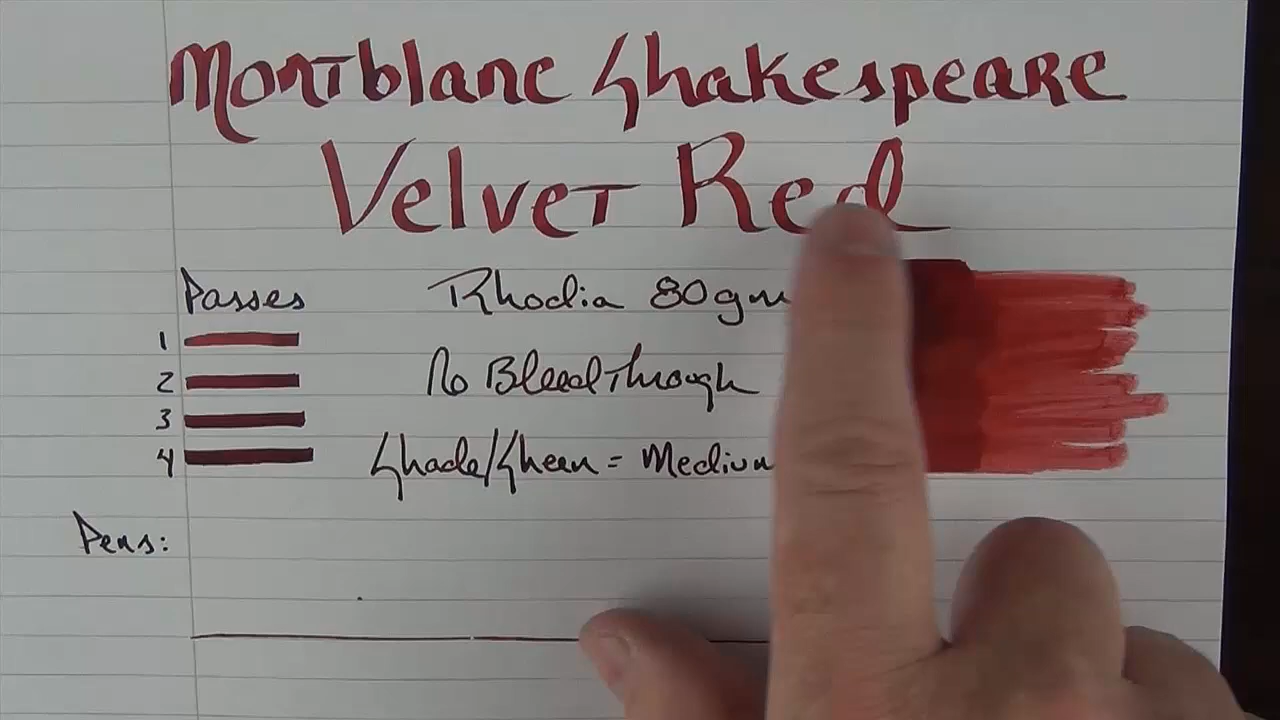 Montblanc Shakespeare
Velvet Red
Passes
1
2
3
4
Rhodia 80gm
No Bleedthrough
Shade/Sheen = Medium
Pens: